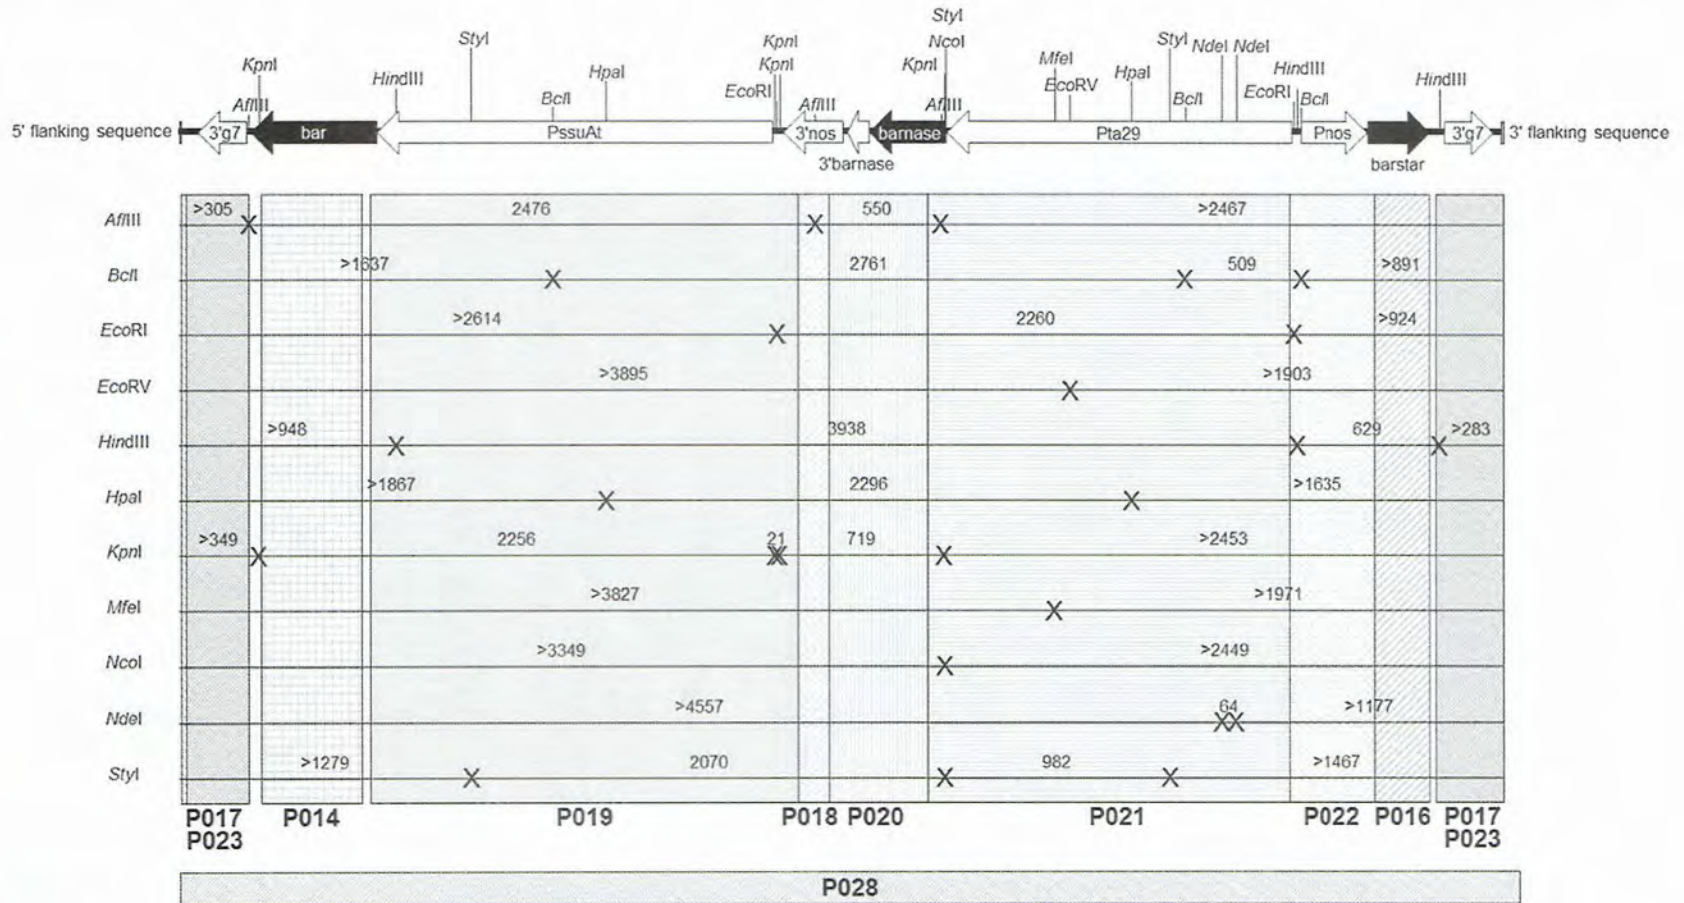 StyI
StyI KpnI NcoI StyI NdeI NdeI
KpnI HindIII HpaI KpnI KpnI MfeI HpaI HindIII HindIII
AflIII BclI EcoRI AflIII AflIII EcoRV BclI EcoRI BclI
5' flanking sequence 3'g7 bar PssuAt 3'nos barnase Pta29 Pnos 3'g7 3' flanking sequence
3'barnase barstar
AflIII >305 2476 550 >2467
BclI >1637 2761 509 >891
EcoRI >2614 2260 >924
EcoRV >3895 >1903
HindIII >948 3938 629 >283
HpaI >1867 2296 >1635
KpnI >349 2256 21 719 >2453
MfeI >3827 >1971
NcoI >3349 >2449
NdeI >4557 64 >1177
StyI >1279 2070 982 >1467
P017 P014 P019 P018 P020 P021 P022 P016 P017
P023 P023
P028